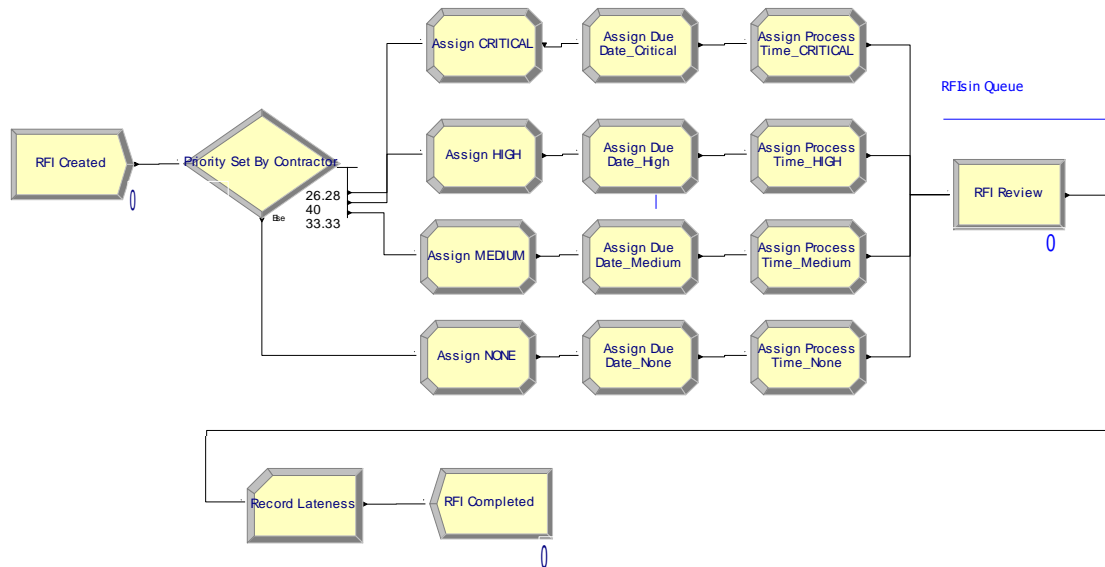 Assign CRITICAL
Assign Due
Date_Critical
Assign Process
Time_CRITICAL
RFIs in Queue
RFI Created
0
Priority Set By Contractor
26.28
40
33.33
Else
Assign HIGH
Assign Due
Date_High
Assign Process
Time_HIGH
RFI Review
0
Assign MEDIUM
Assign Due
Date_Medium
Assign Process
Time_Medium
Assign NONE
Assign Due
Date_None
Assign Process
Time_None
Record Lateness
RFI Completed
0